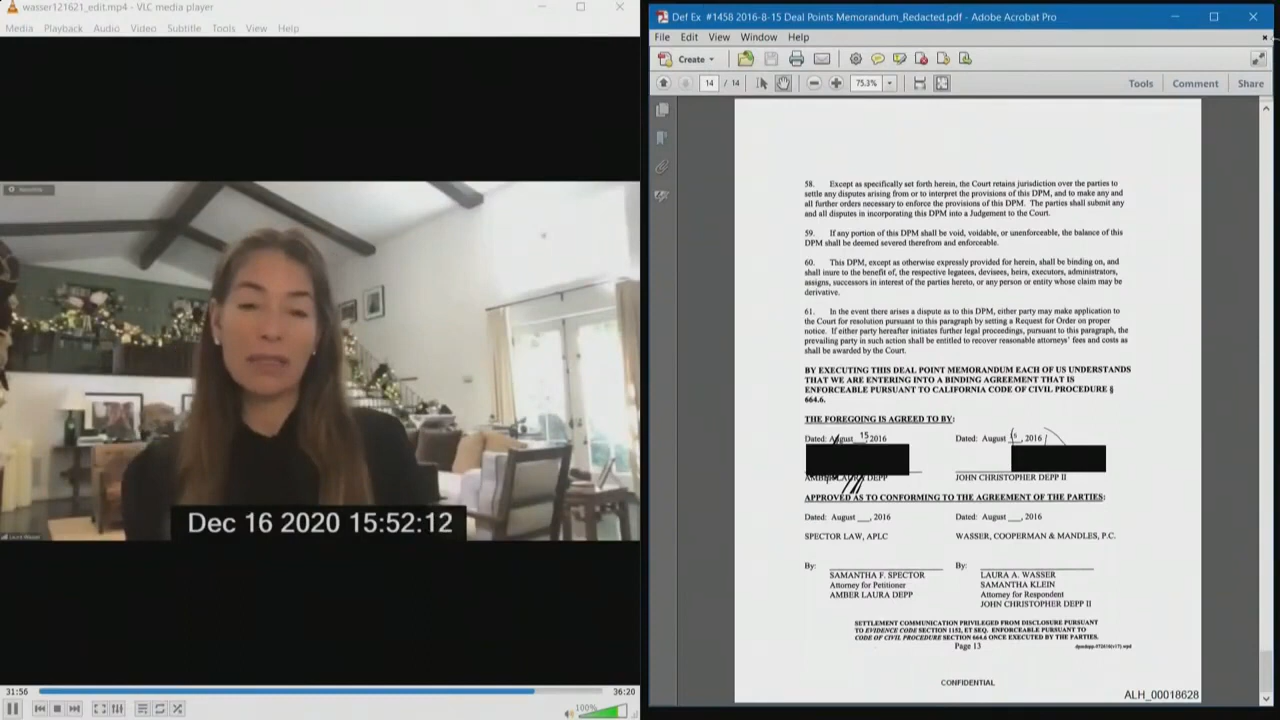 wasser121621_edit.mp4 - VLC media player
Media Playback Audio Video Subtitle Tools View Help
Dec 16 2020 15:52:12
31:56
36:20
100%
Def Ex #1458 2016-8-15 Deal Points Memorandum_Redacted.pdf - Adobe Acrobat Pro
File Edit View Window Help
Create
14 / 14 75.3% Tools Comment Share
58. Except as specifically set forth herein, the Court retains jurisdiction over the parties to
settle any disputes arising from or to interpret the provisions of this DPM, and to make any and
all further orders necessary to enforce the provisions of this DPM. The parties shall submit any
and all disputes in incorporating this DPM into a Judgement to the Court.
59. If any portion of this DPM shall be void, voidable, or unenforceable, the balance of this
DPM shall be deemed severed therefrom and enforceable.
60. This DPM, except as otherwise expressly provided for herein, shall be binding on, and
shall inure to the benefit of, the respective legatees, devisees, heirs, executors, administrators,
assigns, successors in interest of the parties hereto, or any person or entity whose claim may be
derivative.
61. In the event there arises a dispute as to this DPM, either party may make application to
the Court for resolution pursuant to this paragraph by setting a Request for Order on proper
notice. If either party hereafter initiates further legal proceedings, pursuant to this paragraph, the
prevailing party in such action shall be entitled to recover reasonable attorneys' fees and costs as
shall be awarded by the Court.
BY EXECUTING THIS DEAL POINT MEMORANDUM EACH OF US UNDERSTANDS
THAT WE ARE ENTERING INTO A BINDING AGREEMENT THAT IS
ENFORCEABLE PURSUANT TO CALIFORNIA CODE OF CIVIL PROCEDURE §
664.6.
THE FOREGOING IS AGREED TO BY:
Dated: August 15 2016 Dated: August , 2016
DEPP JOHN CHRISTOPHER DEPP II
APPROVED AS TO CONFORMING TO THE AGREEMENT OF THE PARTIES:
Dated: August ___, 2016 Dated: August ___, 2016
SPECTOR LAW, APLC WASSER, COOPERMAN & MANDLES, P.C.
By: By:
SAMANTHA F. SPECTOR LAURA A. WASSER
Attorney for Petitioner SAMANTHA KLEIN
AMBER LAURA DEPP Attorney for Respondent
JOHN CHRISTOPHER DEPP II
SETTLEMENT COMMUNICATION PRIVILEGED FROM DISCLOSURE PURSUANT
TO EVIDENCE CODE SECTION 1152, ET SEQ. ENFORCEABLE PURSUANT TO
CODE OF CIVIL PROCEDURE SECTION 664.6 ONCE EXECUTED BY THE PARTIES.
Page 13
CONFIDENTIAL
ALH_00018628